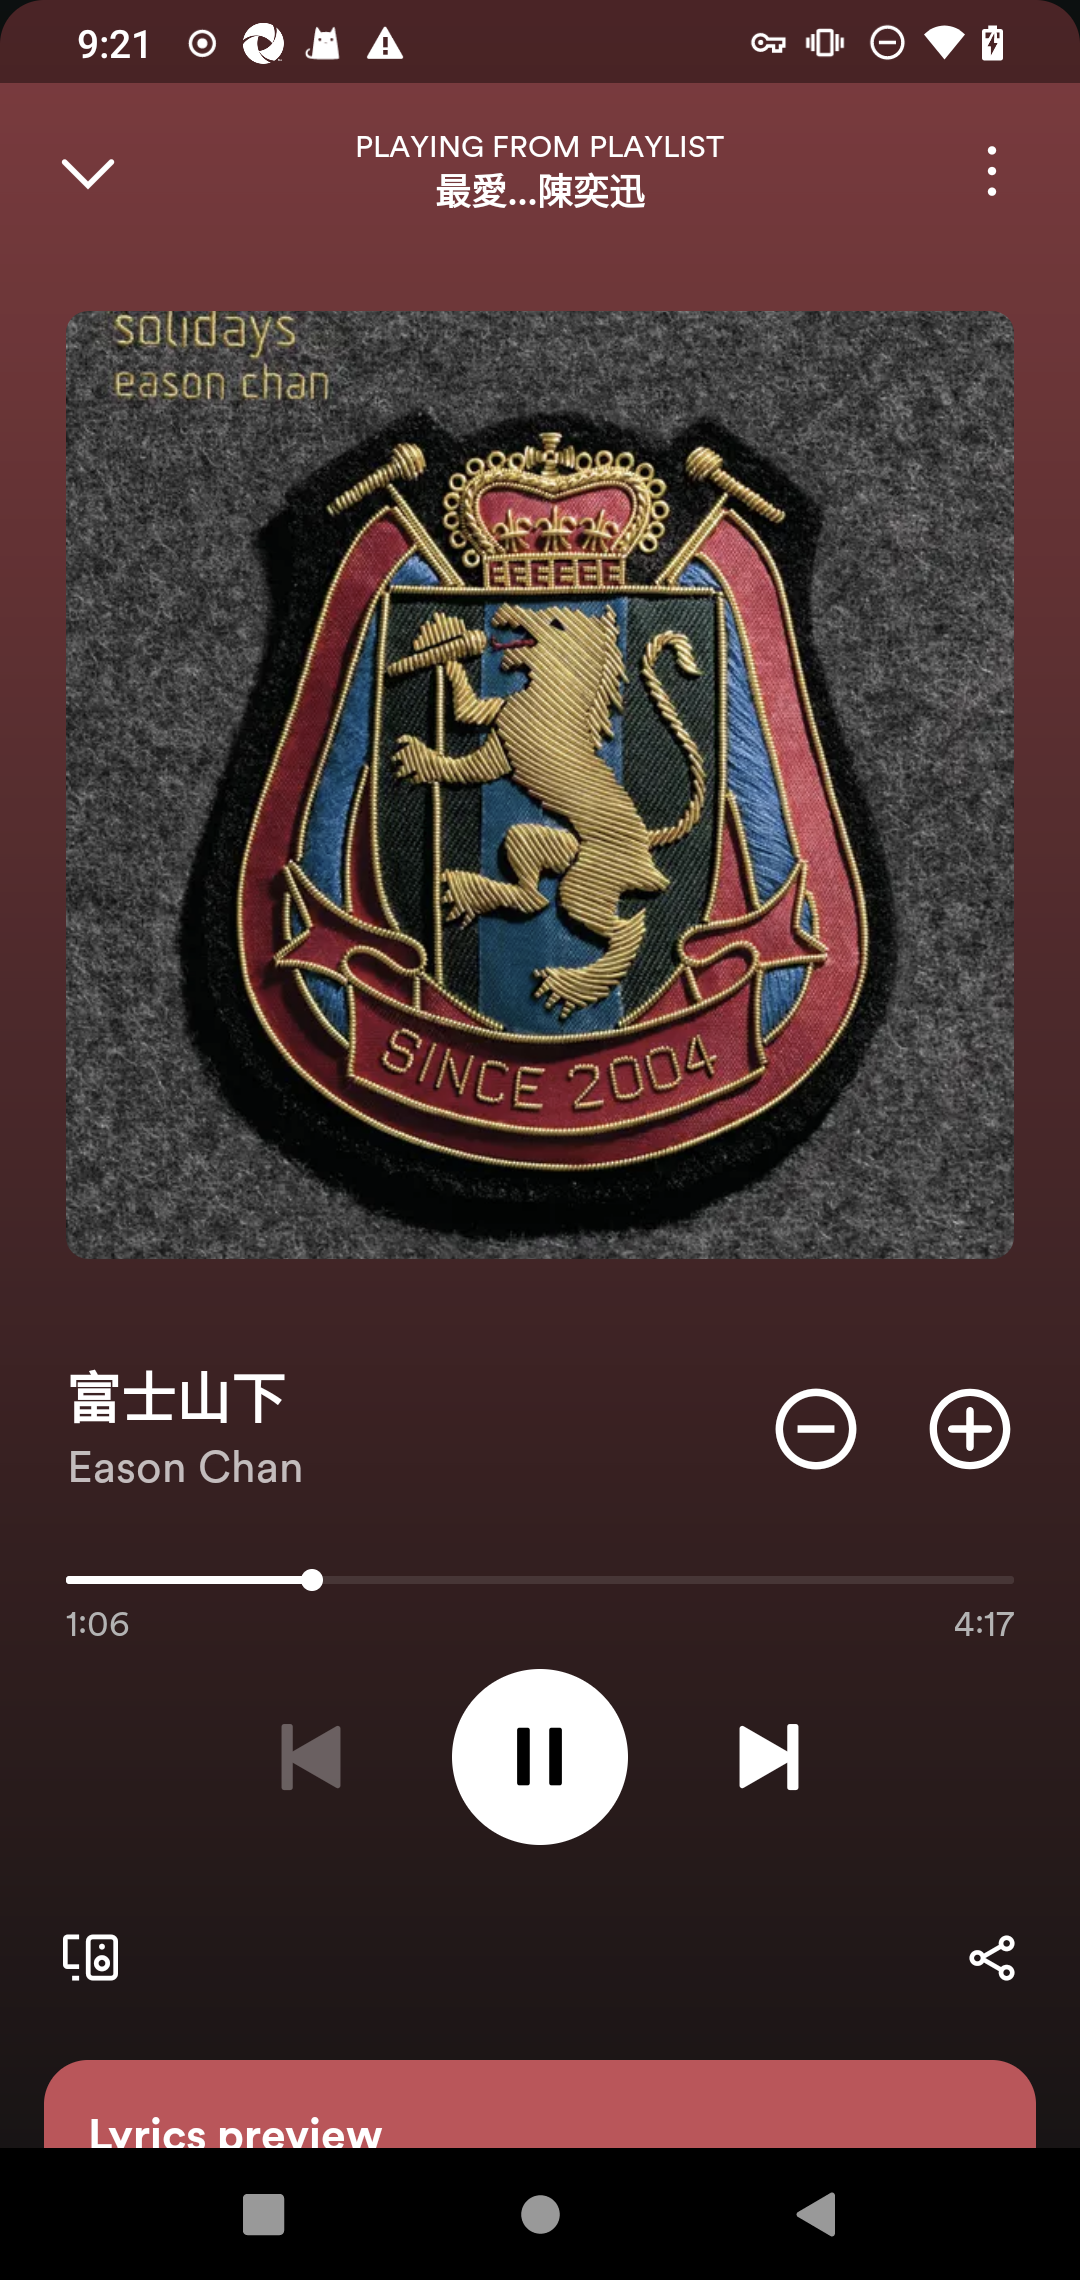 9:21
PLAYING FROM PLAYLIST
最愛...陳奕迅
solidays
eason chan
SINCE 2004
富士山下
Eason Chan
1:06
4:17
Lyrics preview